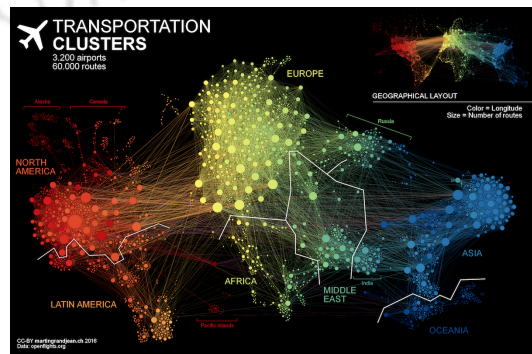 TRANSPORTATION
CLUSTERS
3.200 airports
60.000 routes
EUROPE
GEOGRAPHICAL LAYOUT
Color = Longitude
Size = Number of routes
Alaska
Canada
Russia
NORTH
AMERICA
ASIA
AFRICA
MIDDLE
EAST
India
LATIN AMERICA
Pacific islands
OCEANIA
CC-BY martingrandjean.ch 2016
Data: openflights.org